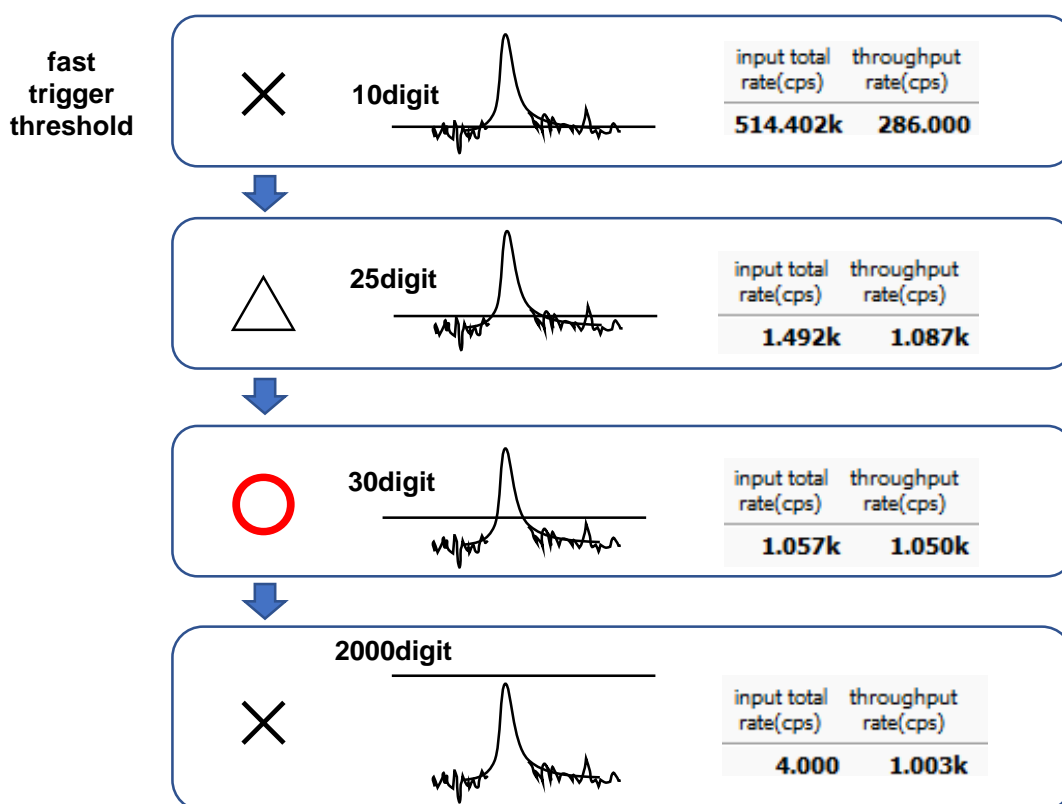 fast
trigger
threshold
10digit
input total throughput
rate(cps) rate(cps)
514.402k 286.000
25digit
input total throughput
rate(cps) rate(cps)
1.492k 1.087k
30digit
input total throughput
rate(cps) rate(cps)
1.057k 1.050k
2000digit
input total throughput
rate(cps) rate(cps)
4.000 1.003k